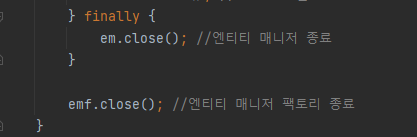 } finally {
em.close(); //엔티티 매니저 종료
}
emf.close(); //엔티티 매니저 팩토리 종료
}